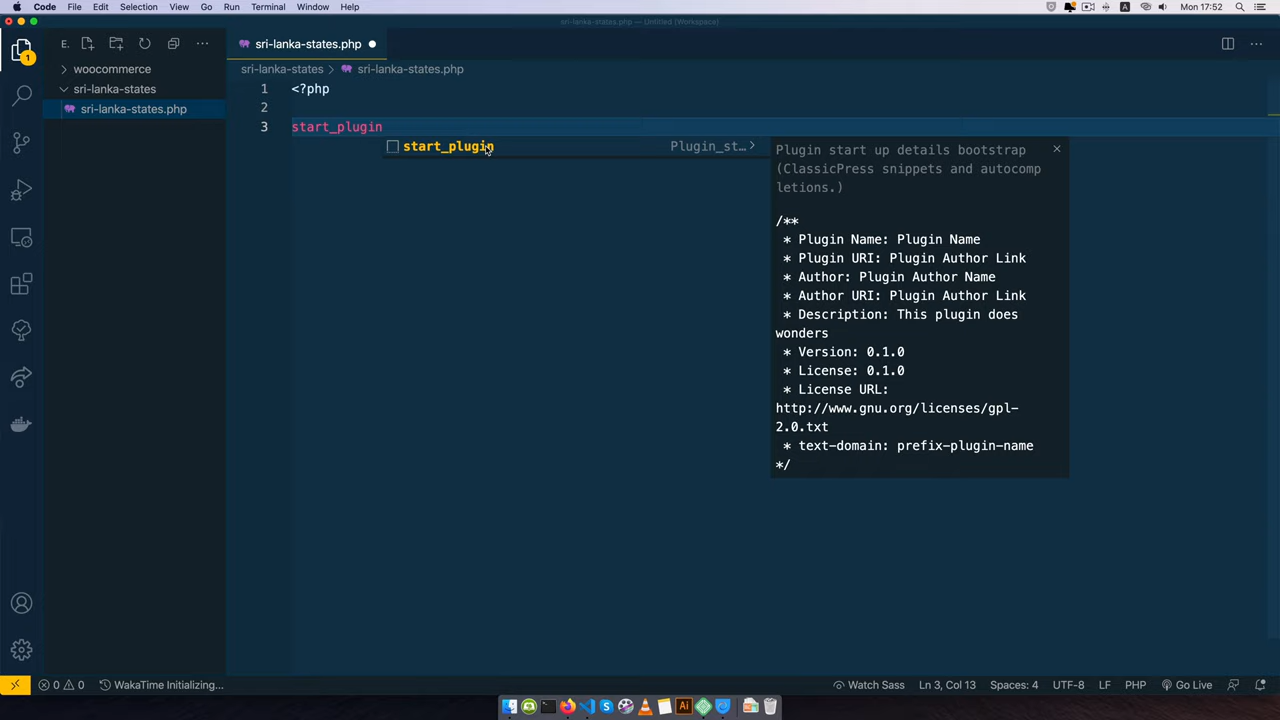 Code File Edit Selection View Go Run Terminal Window Help Mon 17:52
sri-lanka-states.php — Untitled (Workspace)
E.
sri-lanka-states.php
woocommerce
sri-lanka-states > sri-lanka-states.php
sri-lanka-states
1 <?php
sri-lanka-states.php
2
3 start_plugin
start_plugin Plugin_st…
Plugin start up details bootstrap
(ClassicPress snippets and autocomp
letions.)
/**
* Plugin Name: Plugin Name
* Plugin URI: Plugin Author Link
* Author: Plugin Author Name
* Author URI: Plugin Author Link
* Description: This plugin does
wonders
* Version: 0.1.0
* License: 0.1.0
* License URL:
http://www.gnu.org/licenses/gpl-
2.0.txt
* text-domain: prefix-plugin-name
*/
0 0 WakaTime Initializing... Watch Sass Ln 3, Col 13 Spaces: 4 UTF-8 LF PHP Go Live